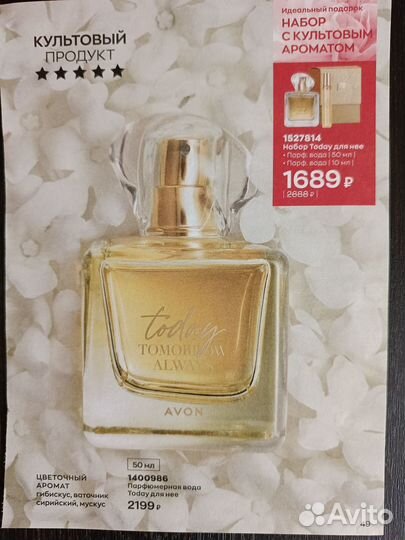 КУЛЬТОВЫЙ
ПРОДУКТ
Идеальный подарок
НАБОР
С КУЛЬТОВЫМ
АРОМАТОМ
1527814
Набор Today для нее
• Парф. вода | 50 мл |
• Парф. вода | 10 мл |
1689 ₽
| 2668 ₽ |
today
TOMORROW
ALWAYS
AVON
50 мл
ЦВЕТОЧНЫЙ
АРОМАТ
гибискус, ваточник
сирийский, мускус
1400986
Парфюмерная вода
Today для нее
2199 ₽
49
Avito